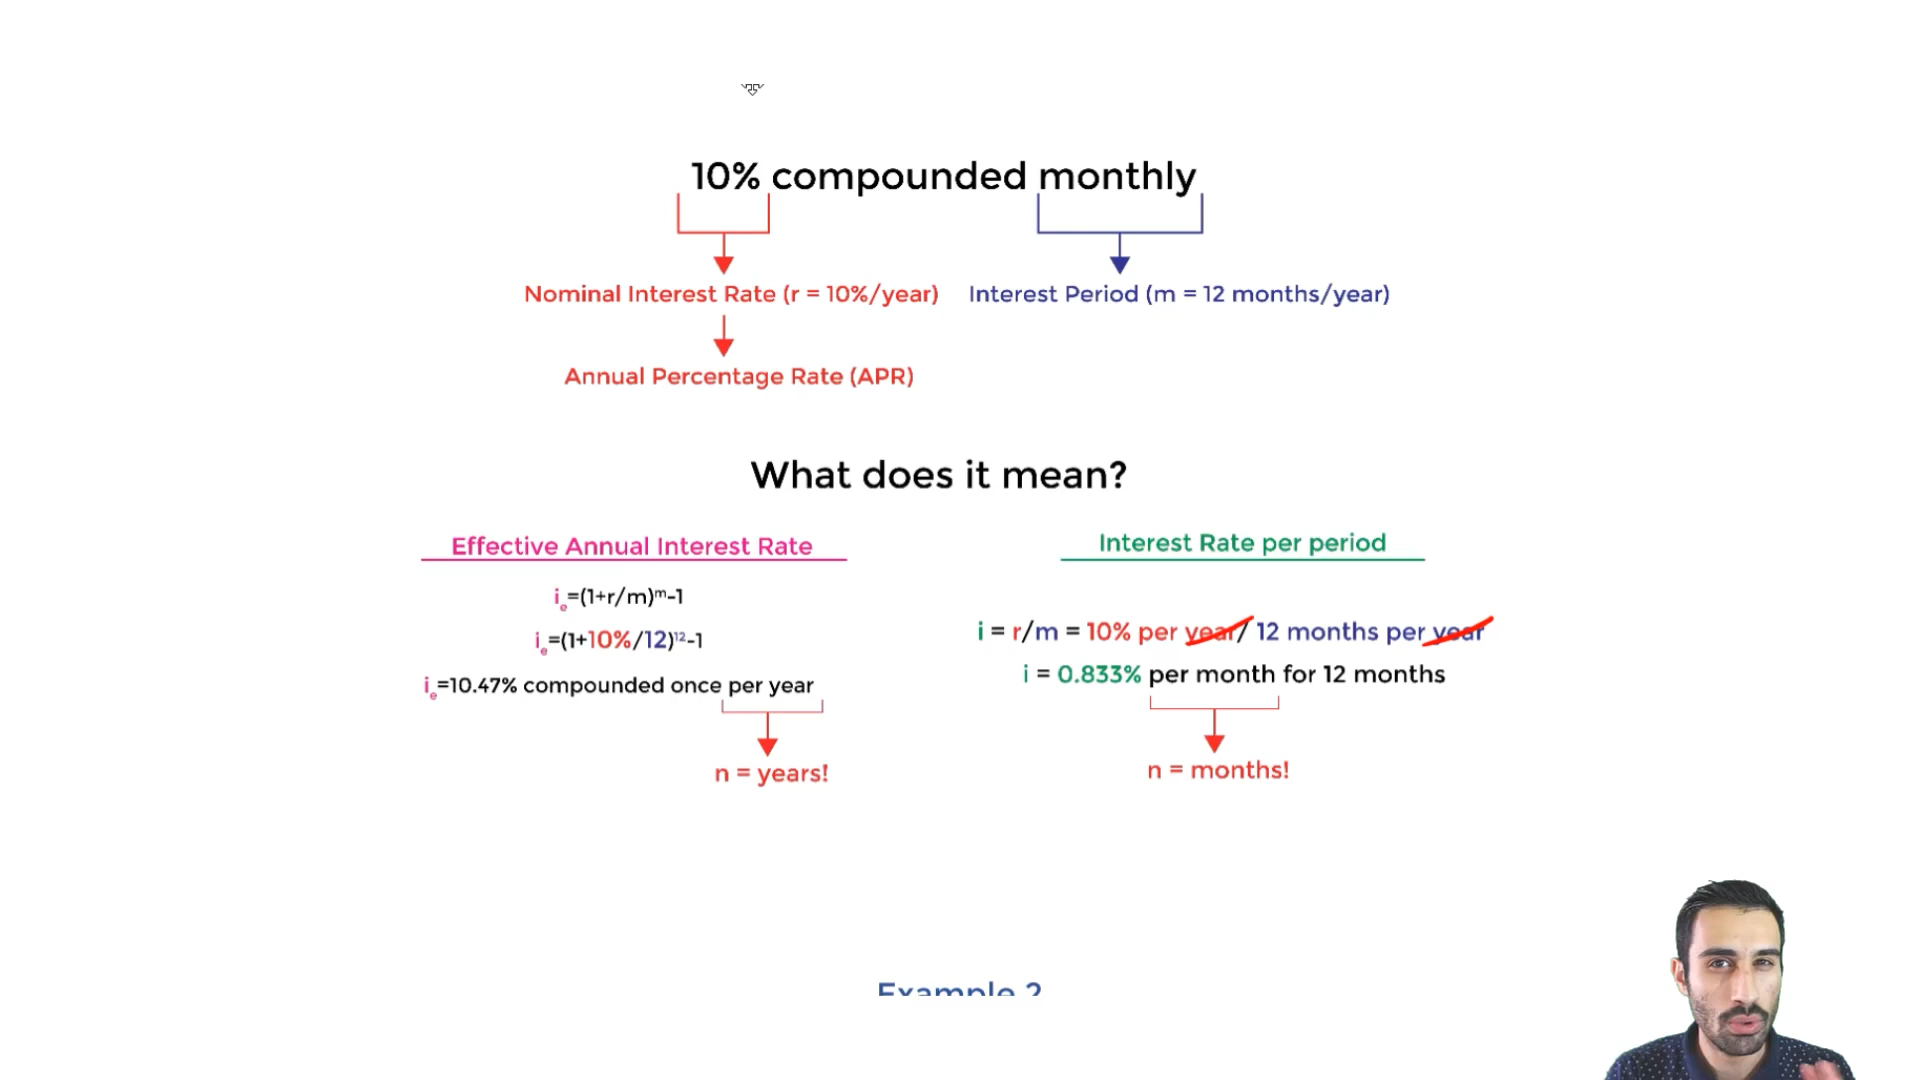 10% compounded monthly
Nominal Interest Rate (r = 10%/year) Interest Period (m = 12 months/year)
Annual Percentage Rate (APR)
What does it mean?
Effective Annual Interest Rate
iₑ=(1+r/m)ᵐ-1
iₑ=(1+10%/12)¹²-1
iₑ=10.47% compounded once per year
n = years!
Interest Rate per period
i = r/m = 10% per year/ 12 months per year
i = 0.833% per month for 12 months
n = months!
Example 2